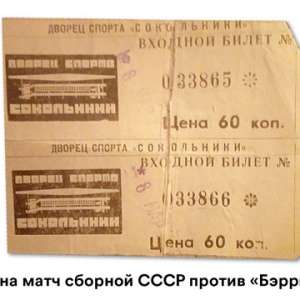 ДВОРЕЦ СПОРТА «СОКОЛЬНИКИ»
ВХОДНОЙ БИЛЕТ №
ДВОРЕЦ СПОРТА
СОКОЛЬНИКИ
033865
Цена 60 коп.
ДВОРЕЦ СПОРТА «СОКОЛЬНИКИ»
ВХОДНОЙ БИЛЕТ №
ДВОРЕЦ СПОРТА
СОКОЛЬНИКИ
033866
Цена 60 коп.
на матч сборной СССР против «Бэрр